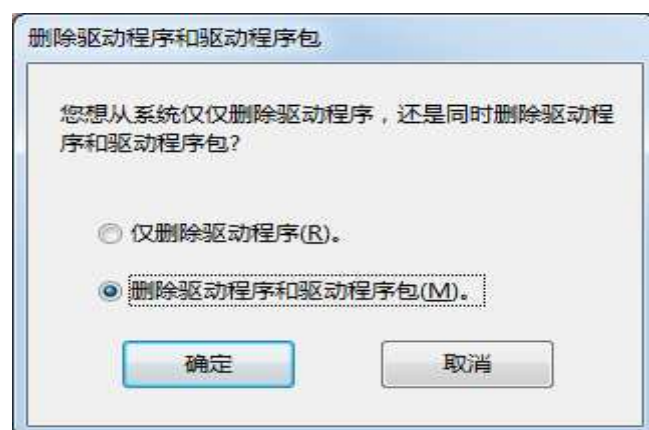 删除驱动程序和驱动程序包
您想从系统仅仅删除驱动程序，还是同时删除驱动程
序和驱动程序包?
仅删除驱动程序(R)。
删除驱动程序和驱动程序包(M)。
确定
取消